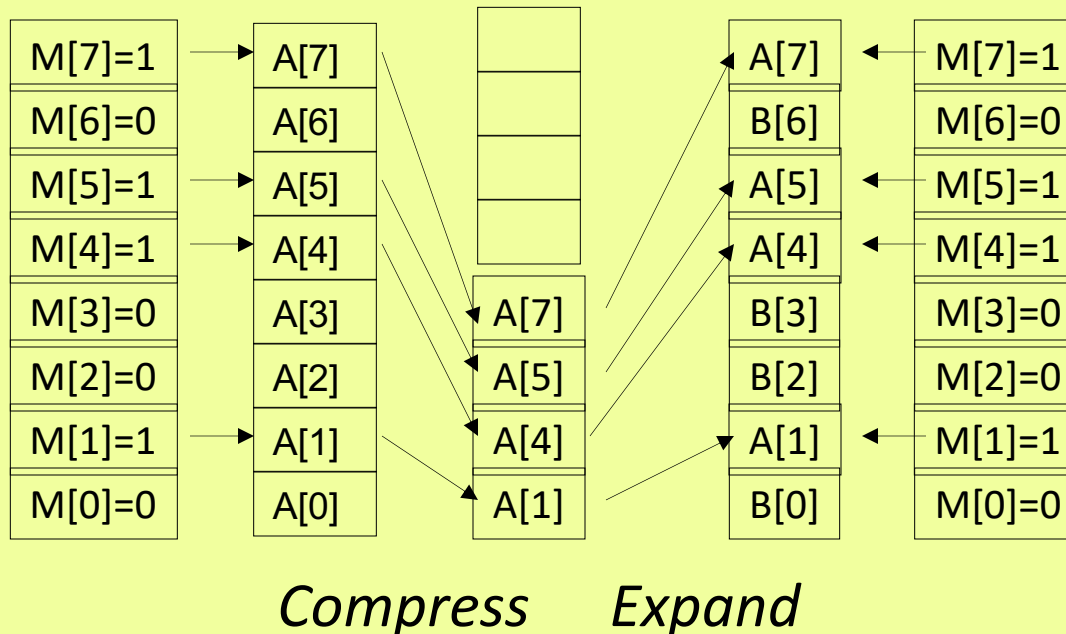 M[7]=1 A[7] A[7] M[7]=1
M[6]=0 A[6] B[6] M[6]=0
M[5]=1 A[5] A[5] M[5]=1
M[4]=1 A[4] A[4] M[4]=1
M[3]=0 A[3] A[7] B[3] M[3]=0
M[2]=0 A[2] A[5] B[2] M[2]=0
M[1]=1 A[1] A[4] A[1] M[1]=1
M[0]=0 A[0] A[1] B[0] M[0]=0
Compress Expand